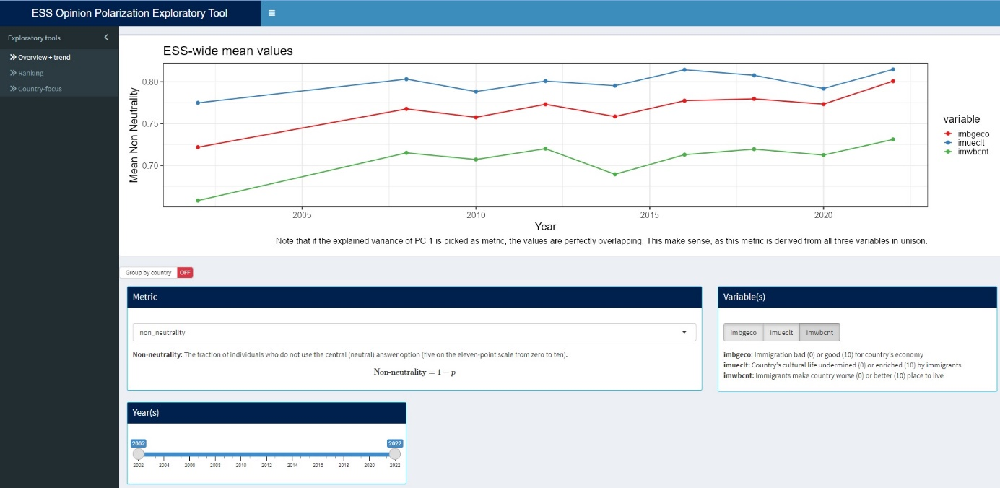 ESS Opinion Polarization Exploratory Tool
Exploratory tools
Overview + trend
Ranking
Country-focus
ESS-wide mean values
Mean Non Neutrality
0.80
0.75
0.70
2005 2010 2015 2020
Year
variable
imbgeco
imueclt
imwbcnt
Note that if the explained variance of PC 1 is picked as metric, the values are perfectly overlapping. This make sense, as this metric is derived from all three variables in unison.
Group by country OFF
Metric
non_neutrality
Non-neutrality: The fraction of individuals who do not use the central (neutral) answer option (five on the eleven-point scale from zero to ten).
Non-neutrality = 1 − p
Variable(s)
imbgeco imueclt imwbcnt
imbgeco: Immigration bad (0) or good (10) for country's economy
imueclt: Country's cultural life undermined (0) or enriched (10) by immigrants
imwbcnt: Immigrants make country worse (0) or better (10) place to live
Year(s)
2002 2022
2002 2004 2006 2008 2010 2012 2014 2016 2018 2020 2022